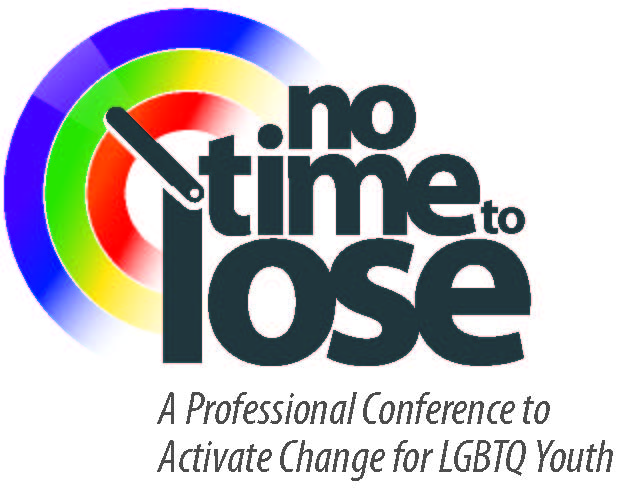 no
time to
lose
A Professional Conference to
Activate Change for LGBTQ Youth